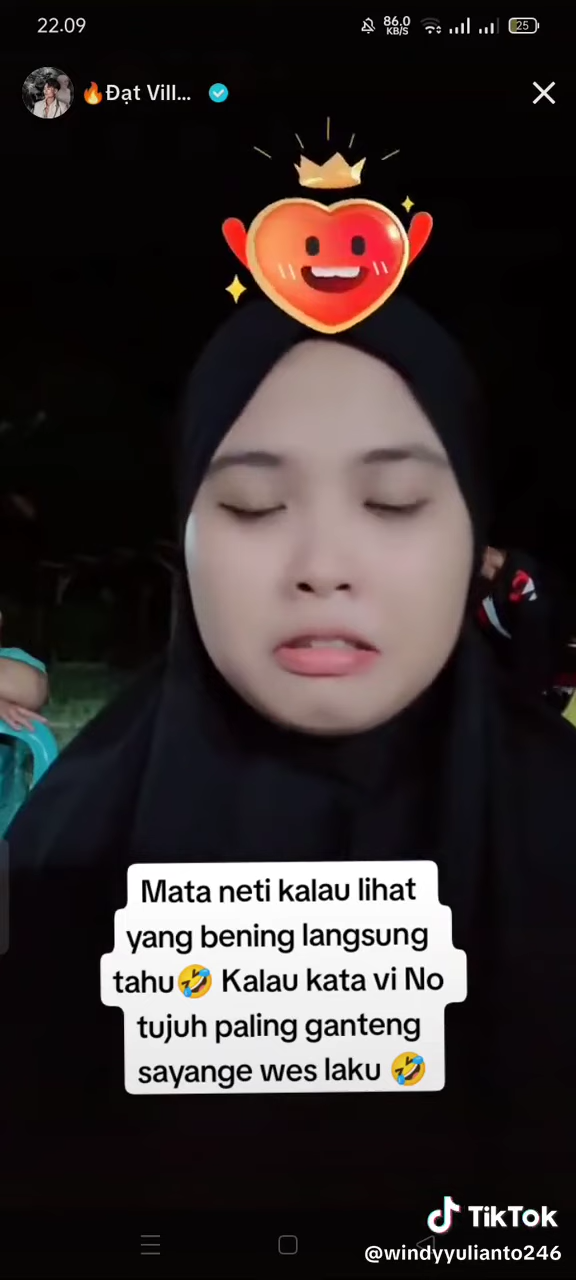 22.09
86.0
KB/S
25
🔥Đạt Vill...
Mata neti kalau lihat
yang bening langsung
tahu🤣 Kalau kata vi No
tujuh paling ganteng
sayange wes laku 🤣
TikTok
@windyyulianto246